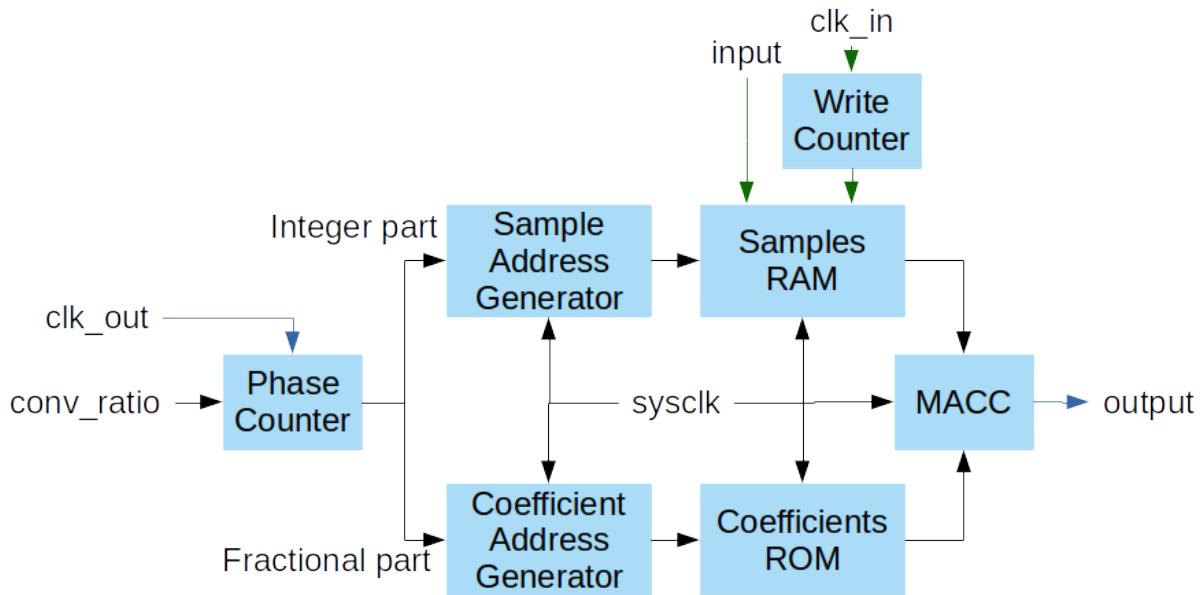 clk_in
input
Write
Counter
Integer part
Sample
Address
Generator
Samples
RAM
clk_out
conv_ratio
Phase
Counter
sysclk
MACC
output
Fractional part
Coefficient
Address
Generator
Coefficients
ROM